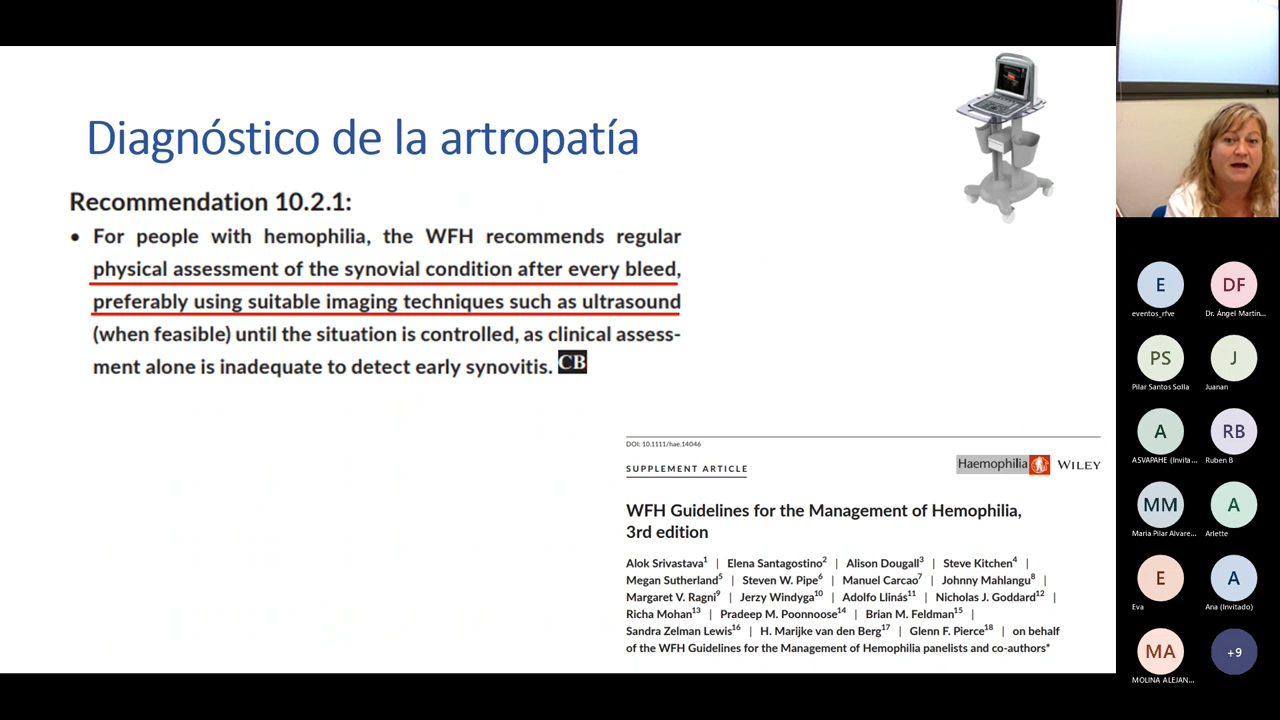 Diagnóstico de la artropatía
Recommendation 10.2.1:
• For people with hemophilia, the WFH recommends regular
physical assessment of the synovial condition after every bleed,
preferably using suitable imaging techniques such as ultrasound
(when feasible) until the situation is controlled, as clinical assess-
ment alone is inadequate to detect early synovitis. CB
DOI: 10.1111/hae.14046
SUPPLEMENT ARTICLE
Haemophilia WILEY
WFH Guidelines for the Management of Hemophilia,
3rd edition
Alok Srivastava1 | Elena Santagostino2 | Alison Dougall3 | Steve Kitchen4 |
Megan Sutherland5 | Steven W. Pipe6 | Manuel Carcao7 | Johnny Mahlangu8 |
Margaret V. Ragni9 | Jerzy Windyga10 | Adolfo Llinás11 | Nicholas J. Goddard12 |
Richa Mohan13 | Pradeep M. Poonnoose14 | Brian M. Feldman15 |
Sandra Zelman Lewis16 | H. Marijke van den Berg17 | Glenn F. Pierce18 | on behalf
of the WFH Guidelines for the Management of Hemophilia panelists and co-authors*
E DF
eventos_rfve Dr. Ángel Martín...
PS J
Pilar Santos Solla Juanan
A RB
ASVAPAHE (Invita... Ruben B
MM A
Maria Pilar Alvare... Arlette
E A
Eva Ana (Invitado)
MA +9
MOLINA ALEJAN...